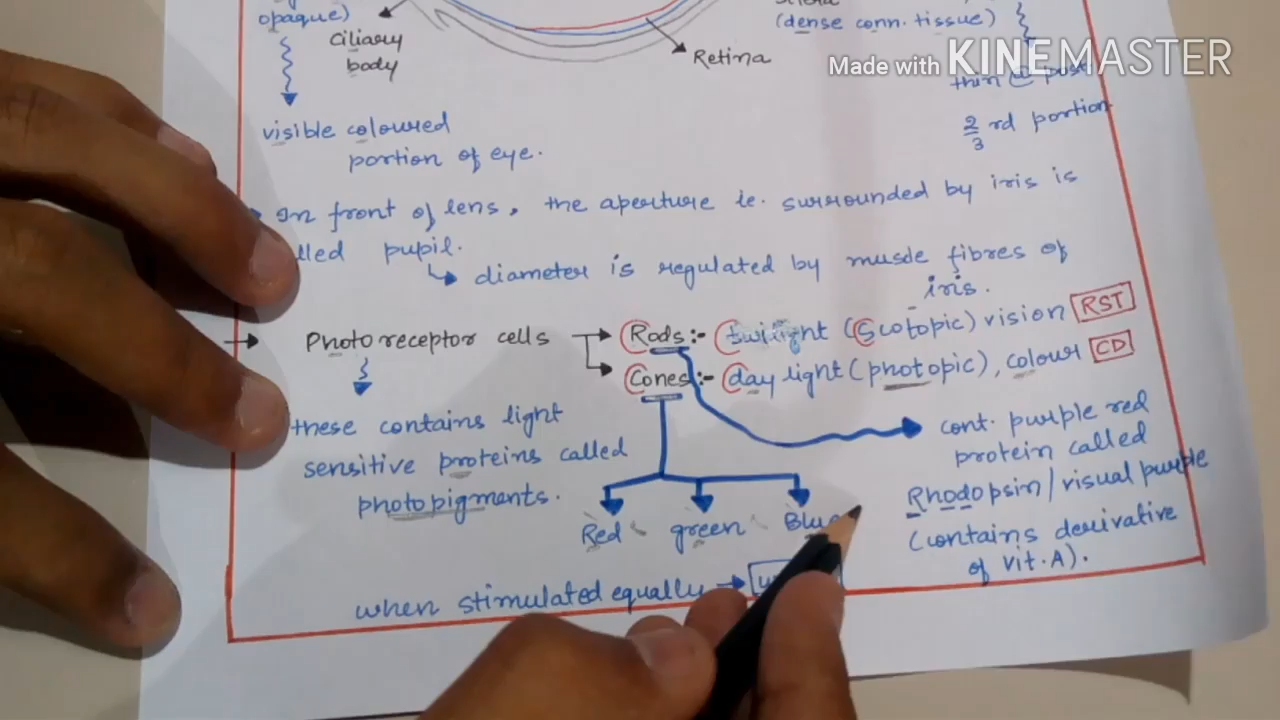 opaque)
Ciliary
body
Retina
(dense conn. tissue)
Made with KINEMASTER
thin @ post
2/3 rd portion
visible coloured
portion of eye.
In front of lens, the aperture ie. surrounded by iris is
lled pupil.
diameter is regulated by muscle fibres of
iris.
Photoreceptor cells
Rods:- twilight (Scotopic) vision RST
Cones:- day light (photopic), colour CD
these contains light
sensitive proteins called
photopigments.
cont. purple red
protein called
Rhodopsin/visual purple
(contains derivative
of vit. A).
Red green Blue
when stimulated equally